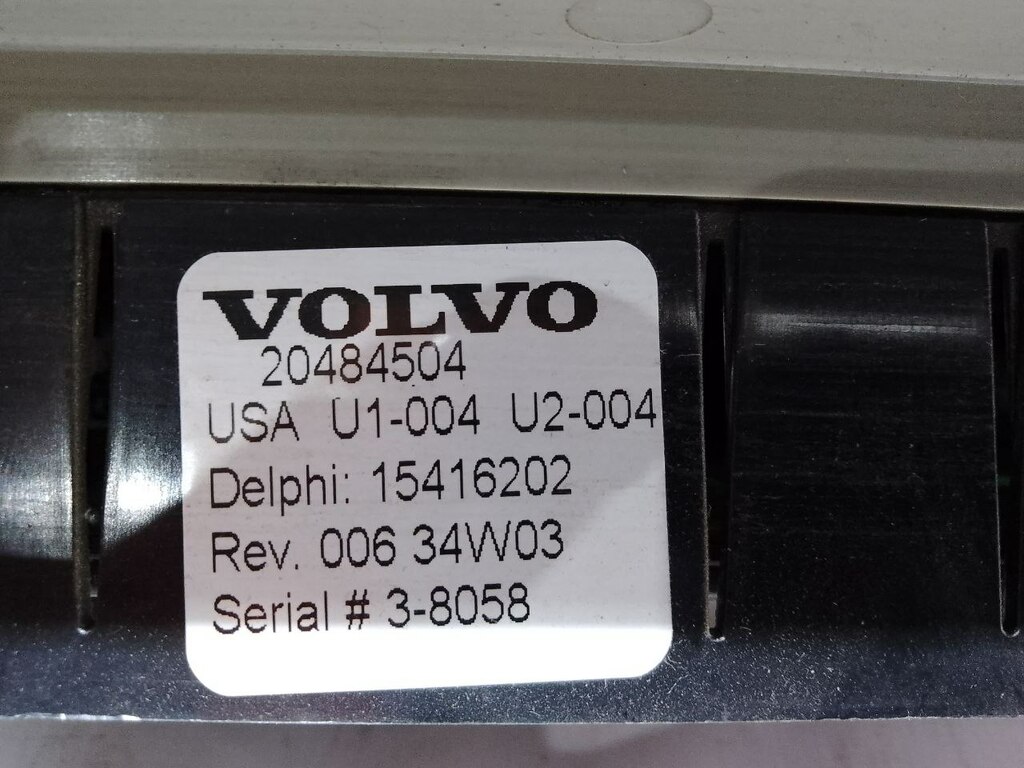 VOLVO
20484504
USA U1-004 U2-004
Delphi: 15416202
Rev. 006 34W03
Serial # 3-8058